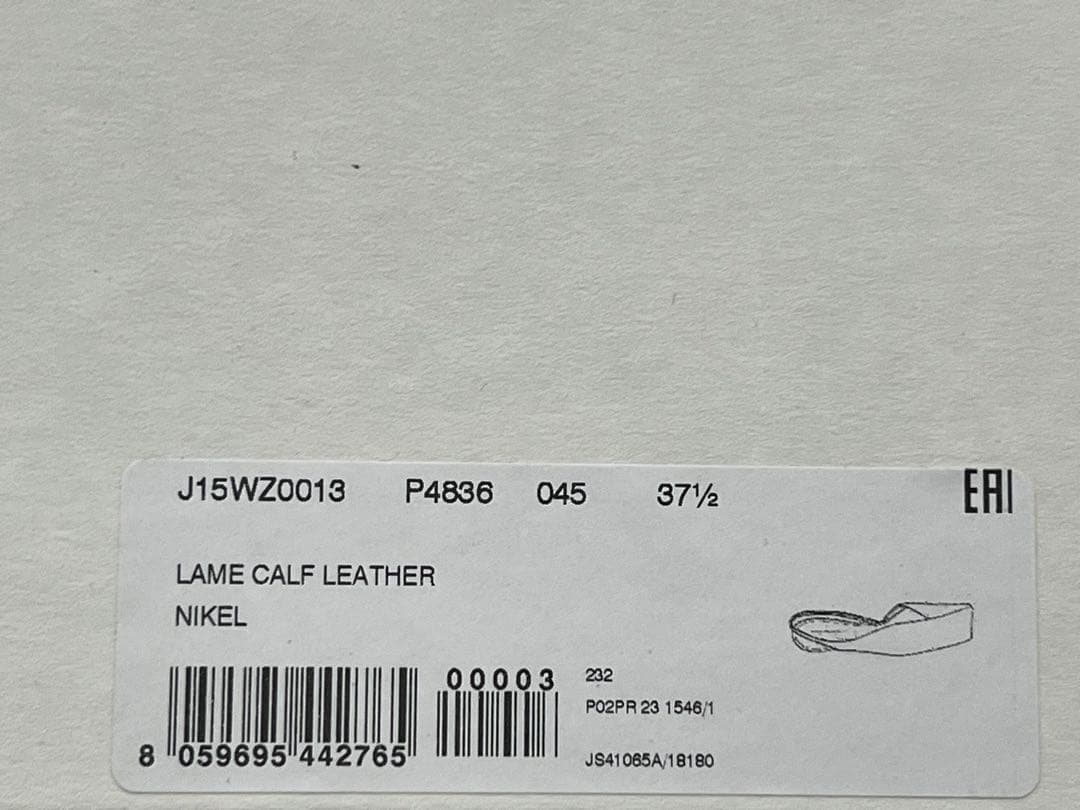 J15WZ0013 P4836 045 37½ EAC
LAME CALF LEATHER
NIKEL
00003
8 059695 442765
232
P02PR 23 1546/1
JS41065A/18180